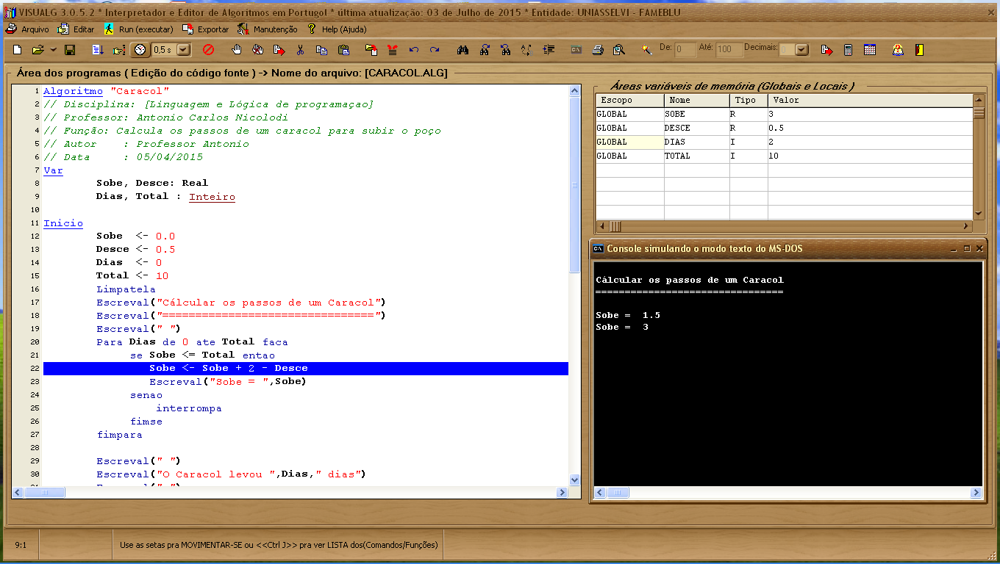 VISUALG 3.0.5.2 * Interpretador e Editor de Algoritmos em Portugol * última atualização: 03 de Julho de 2015 * Entidade: UNIASSELVI - FAMEBLU
Arquivo Editar Run (executar) Exportar Manutenção Help (Ajuda)
0,5 s De: 0 Até: 100 Decimais: 0
Área dos programas ( Edição do código fonte ) -> Nome do arquivo: [CARACOL.ALG]
1 Algoritmo "Caracol"
2 // Disciplina: [Linguagem e Lógica de programaçao]
3 // Professor: Antonio Carlos Nicolodi
4 // Função: Calcula os passos de um caracol para subir o poço
5 // Autor    : Professor Antonio
6 // Data     : 05/04/2015
7 Var
8 Sobe, Desce: Real
9 Dias, Total : Inteiro
10
11 Inicio
12 Sobe  <- 0.0
13 Desce <- 0.5
14 Dias  <- 0
15 Total <- 10
16 Limpatela
17 Escreval("Cálcular os passos de um Caracol")
18 Escreval("================================")
19 Escreval(" ")
20 Para Dias de 0 ate Total faca
21 se Sobe <= Total entao
22 Sobe <- Sobe + 2 - Desce
23 Escreval("Sobe = ",Sobe)
24 senao
25 interrompa
26 fimse
27 fimpara
28
29 Escreval(" ")
30 Escreval("O Caracol levou ",Dias," dias")
Áreas variáveis de memória (Globais e Locais )
Escopo Nome Tipo Valor
GLOBAL SOBE R 3
GLOBAL DESCE R 0.5
GLOBAL DIAS I 2
GLOBAL TOTAL I 10
Console simulando o modo texto do MS-DOS
Cálcular os passos de um Caracol
================================
Sobe =  1.5
Sobe =  3
9:1 Use as setas pra MOVIMENTAR-SE ou <<Ctrl J>> pra ver LISTA dos(Comandos/Funções)